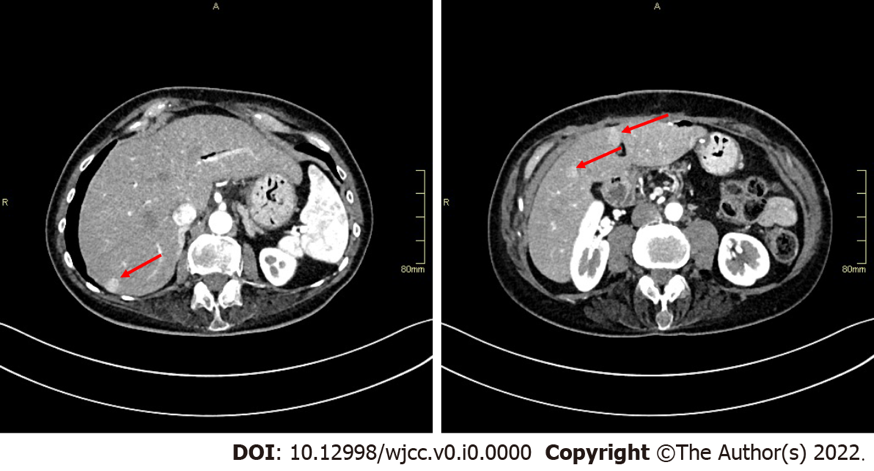 A
A
R
R
80mm
80mm
DOI: 10.12998/wjcc.v0.i0.0000 Copyright ©The Author(s) 2022.